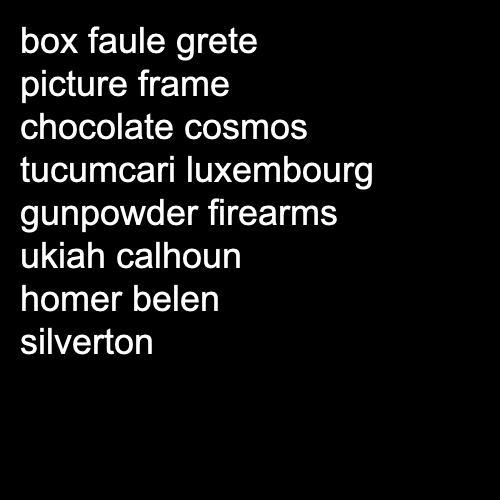 box faule grete
picture frame
chocolate cosmos
tucumcari luxembourg
gunpowder firearms
ukiah calhoun
homer belen
silverton